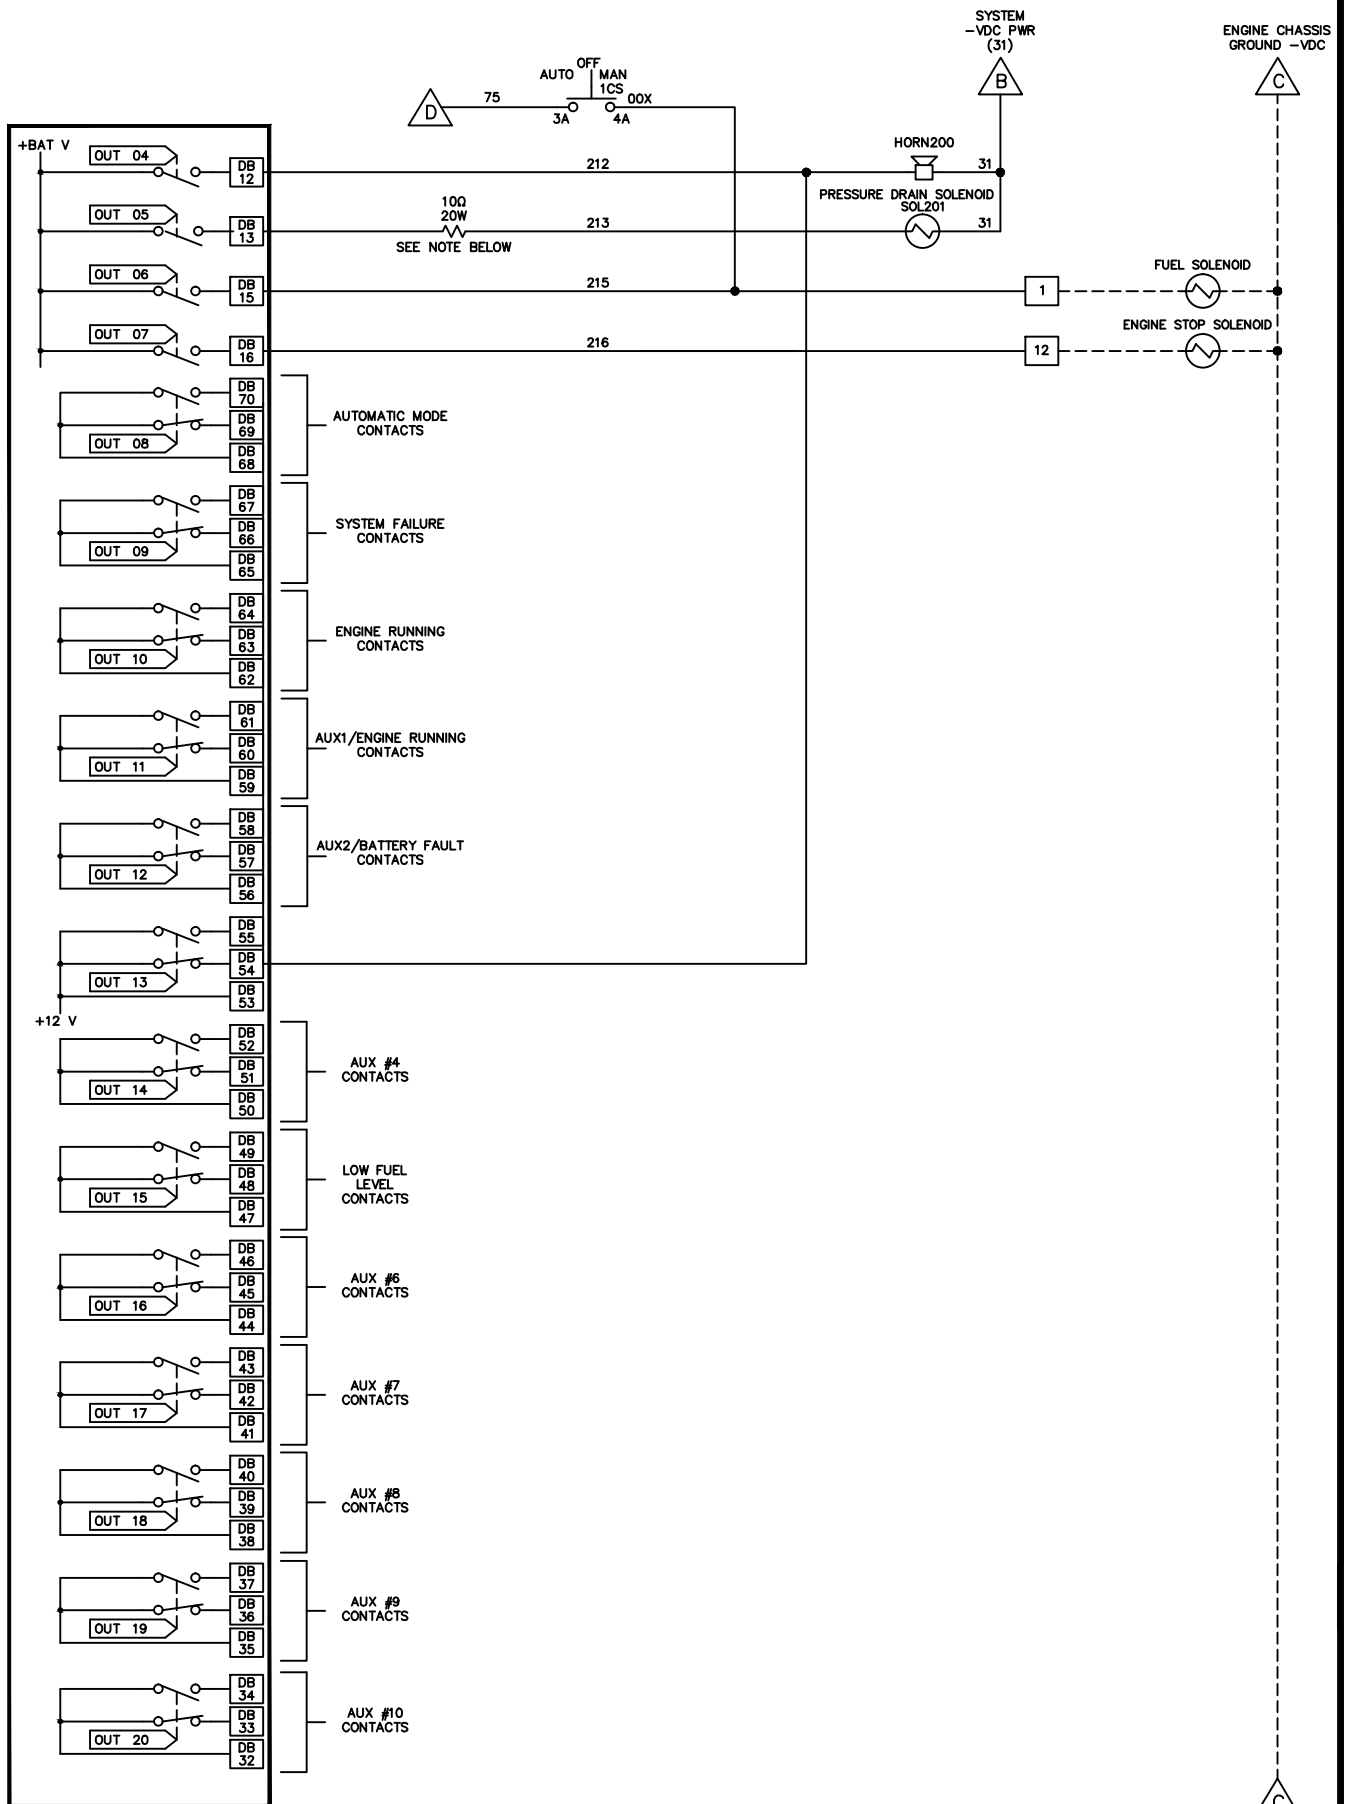 SYSTEM
-VDC PWR
(31)
B
ENGINE CHASSIS
GROUND -VDC
C
OFF
AUTO MAN
1CS
D 75 00X
3A 4A
+BAT V
OUT 04
DB
12
212
HORN200
31
PRESSURE DRAIN SOLENOID
SOL201
OUT 05
DB
13
10Ω
20W
213
31
SEE NOTE BELOW
OUT 06
DB
15
215
1
FUEL SOLENOID
OUT 07
DB
16
216
12
ENGINE STOP SOLENOID
DB
70
DB
69
OUT 08
DB
68
AUTOMATIC MODE
CONTACTS
DB
67
DB
66
OUT 09
DB
65
SYSTEM FAILURE
CONTACTS
DB
64
DB
63
OUT 10
DB
62
ENGINE RUNNING
CONTACTS
DB
61
DB
60
OUT 11
DB
59
AUX1/ENGINE RUNNING
CONTACTS
DB
58
DB
57
OUT 12
DB
56
AUX2/BATTERY FAULT
CONTACTS
DB
55
DB
54
OUT 13
DB
53
+12 V
DB
52
DB
51
OUT 14
DB
50
AUX #4
CONTACTS
DB
49
DB
48
OUT 15
DB
47
LOW FUEL
LEVEL
CONTACTS
DB
46
DB
45
OUT 16
DB
44
AUX #6
CONTACTS
DB
43
DB
42
OUT 17
DB
41
AUX #7
CONTACTS
DB
40
DB
39
OUT 18
DB
38
AUX #8
CONTACTS
DB
37
DB
36
OUT 19
DB
35
AUX #9
CONTACTS
DB
34
DB
33
OUT 20
DB
32
AUX #10
CONTACTS
C